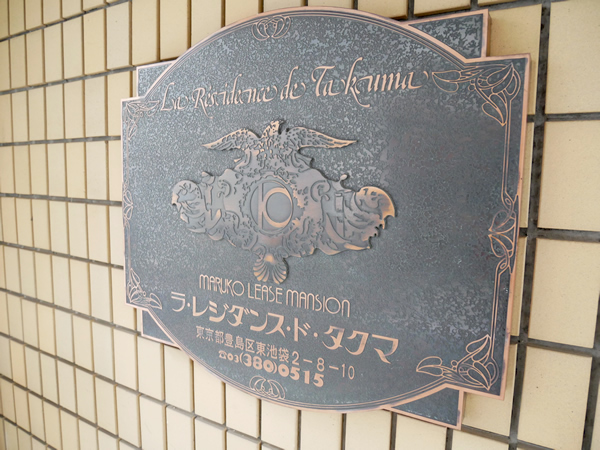 La Residence de Takuma
MARUKO LEASE MANSION
ラ・レジダンス・ド・タクマ
東京都豊島区東池袋2-8-10
☎03(380)0515